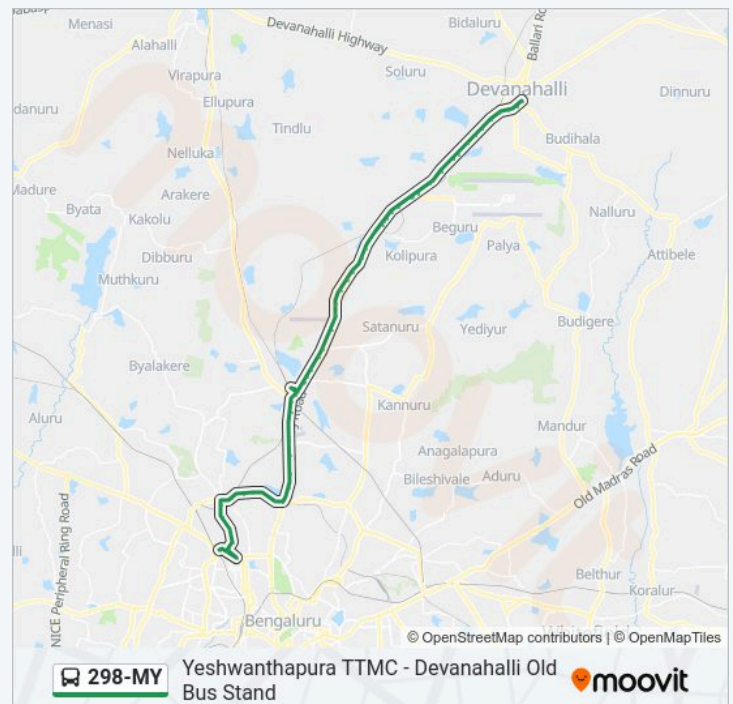 Menasi
Bidaluru
Ballari Ro
Devanahalli Highway
Alahalli
Soluru
Virapura
Devanahalli
Dinnuru
Ellupura
danuru
Tindlu
Budihala
Nelluka
Madure
Arakere
Byata
Nalluru
Kakolu
Beguru
Palya
Dibburu
Kolipura
Attibele
Muthkuru
Satanuru
Yediyur
Budigere
Byalakere
Road
Kannuru
Aluru
Mandur
Anagalapura
Bileshivale
Aduru
Old Madras Road
NICE Peripheral Ring Road
Belthur
Koralur
Bengaluru
© OpenStreetMap contributors | © OpenMapTiles
298-MY
Yeshwanthapura TTMC - Devanahalli Old
Bus Stand
moovit